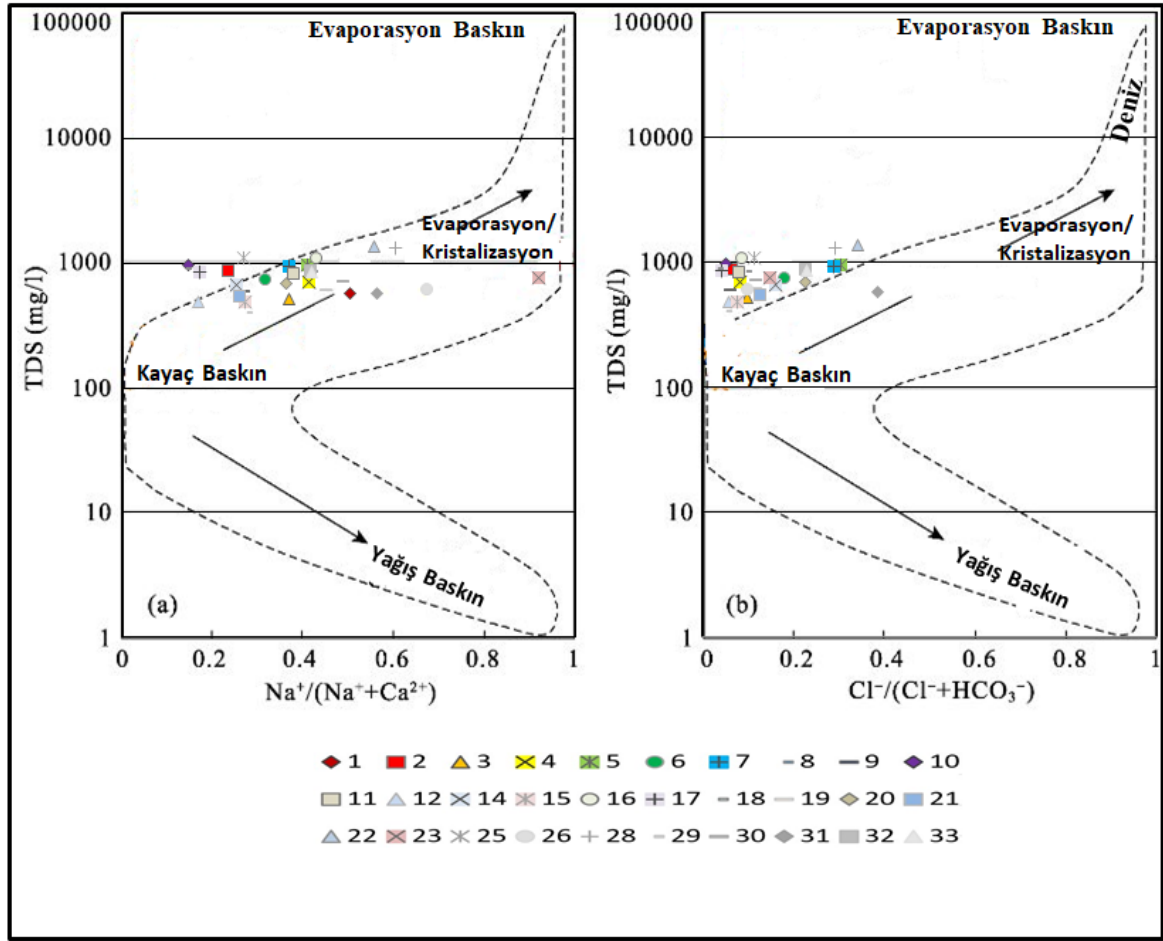 Evaporasyon Baskın
100000
10000
1000
100
10
1
TDS (mg/l)
Evaporasyon/
Kristalizasyon
Kayaç Baskın
Yağış Baskın
(a)
0 0.2 0.4 0.6 0.8 1
Na⁺/(Na⁺+Ca²⁺)
Evaporasyon Baskın
Deniz
100000
10000
1000
100
10
1
TDS (mg/l)
Evaporasyon/
Kristalizasyon
Kayaç Baskın
Yağış Baskın
(b)
0 0.2 0.4 0.6 0.8 1
Cl⁻/(Cl⁻+HCO₃⁻)
1 2 3 4 5 6 7 8 9 10
11 12 14 15 16 17 18 19 20 21
22 23 25 26 28 29 30 31 32 33